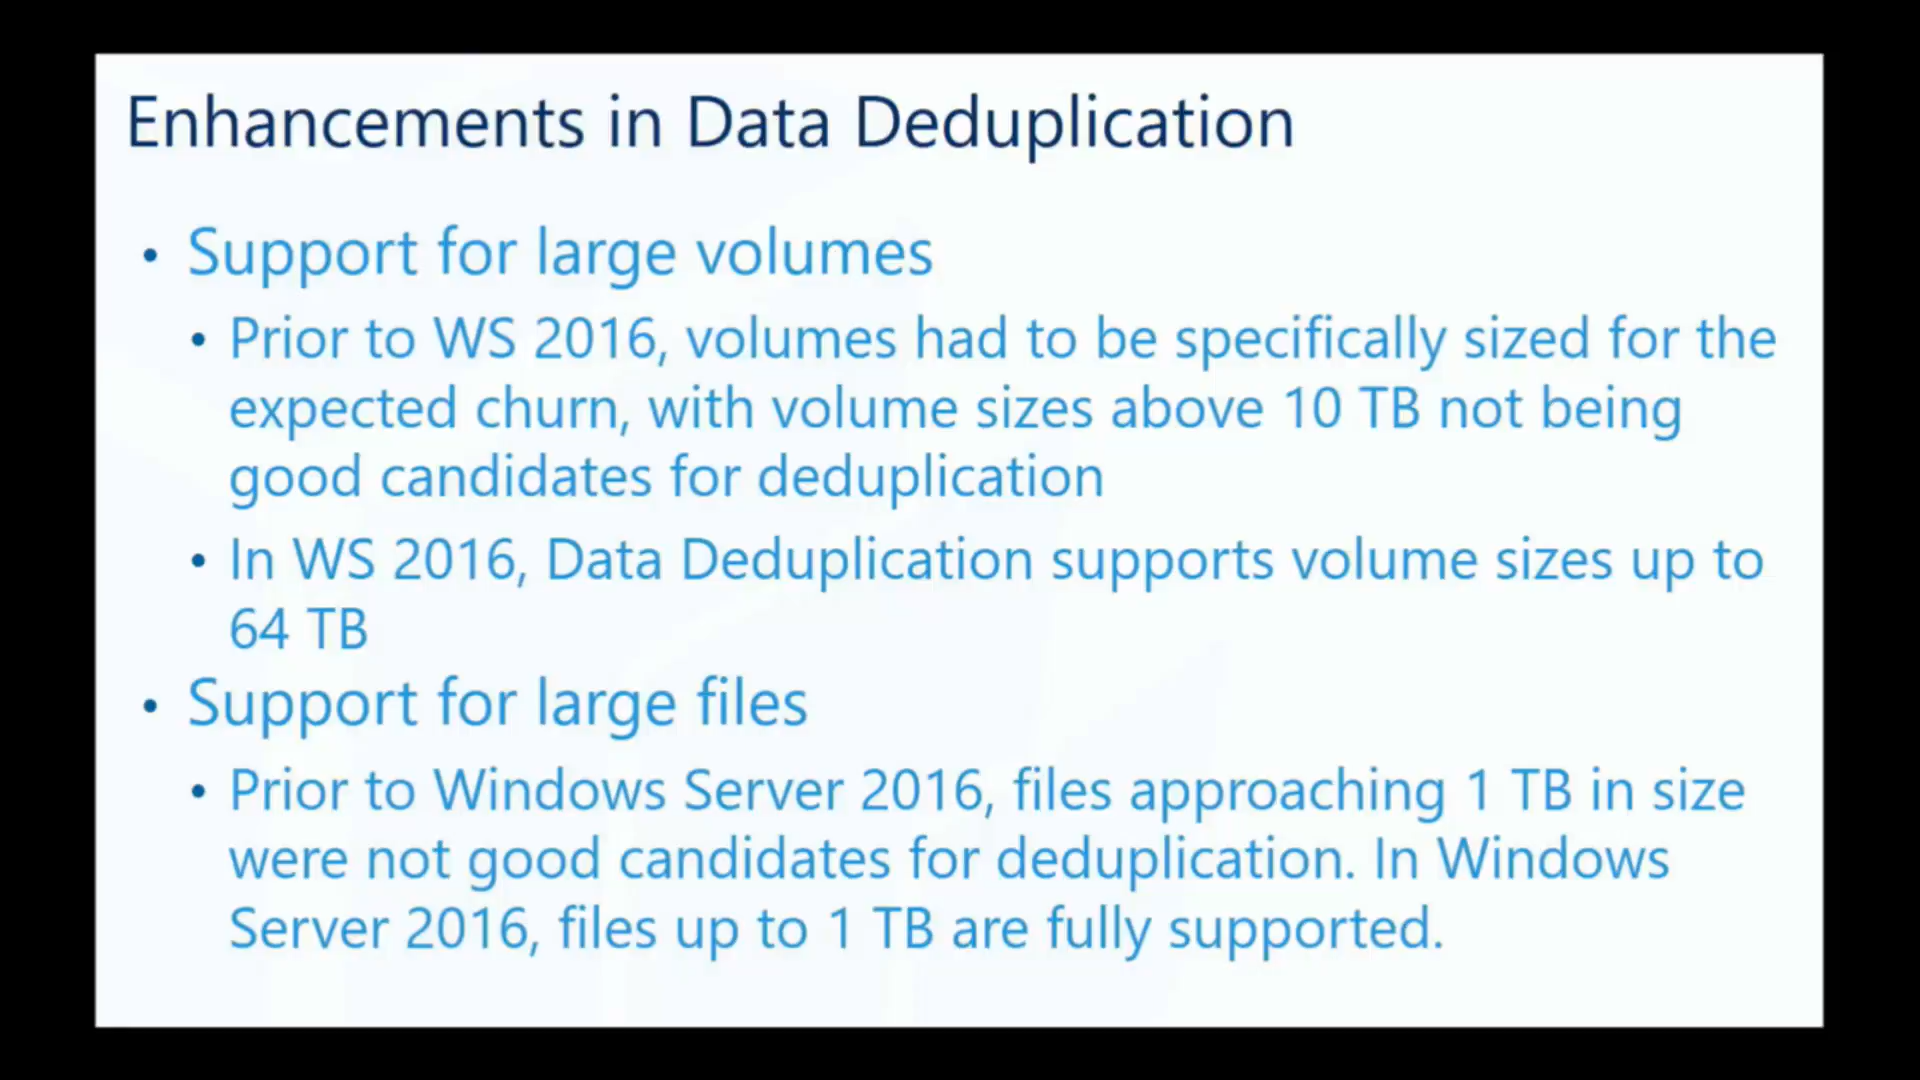 Enhancements in Data Deduplication
• Support for large volumes
• Prior to WS 2016, volumes had to be specifically sized for the
expected churn, with volume sizes above 10 TB not being
good candidates for deduplication
• In WS 2016, Data Deduplication supports volume sizes up to
64 TB
• Support for large files
• Prior to Windows Server 2016, files approaching 1 TB in size
were not good candidates for deduplication. In Windows
Server 2016, files up to 1 TB are fully supported.